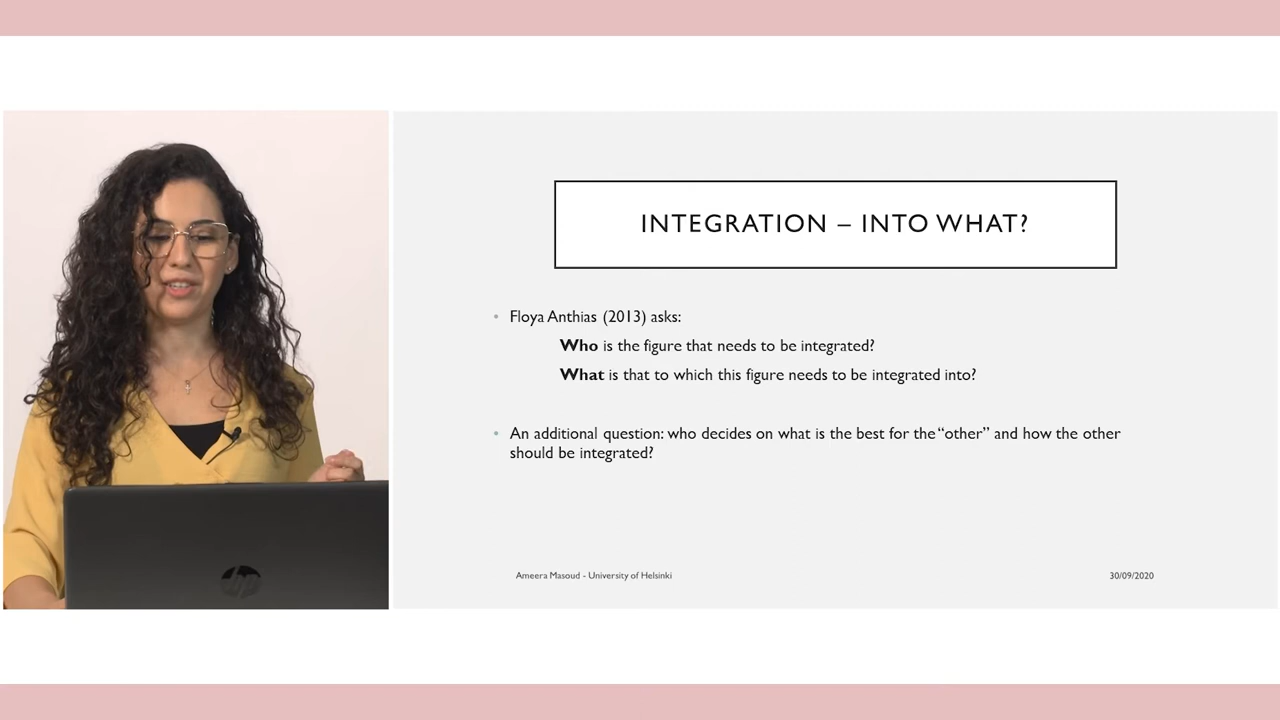 INTEGRATION – INTO WHAT?
• Floya Anthias (2013) asks:
Who is the figure that needs to be integrated?
What is that to which this figure needs to be integrated into?
• An additional question: who decides on what is the best for the “other” and how the other
should be integrated?
Ameera Masoud - University of Helsinki
30/09/2020
hp